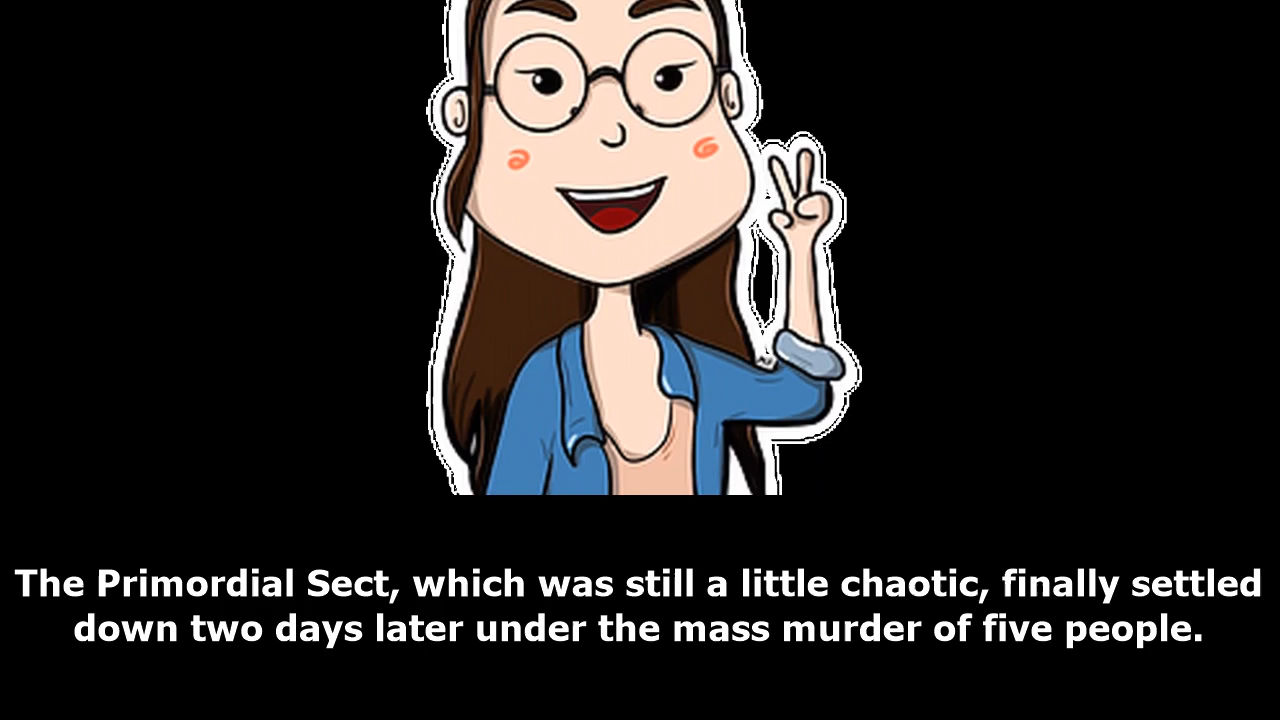 The Primordial Sect, which was still a little chaotic, finally settled
down two days later under the mass murder of five people.